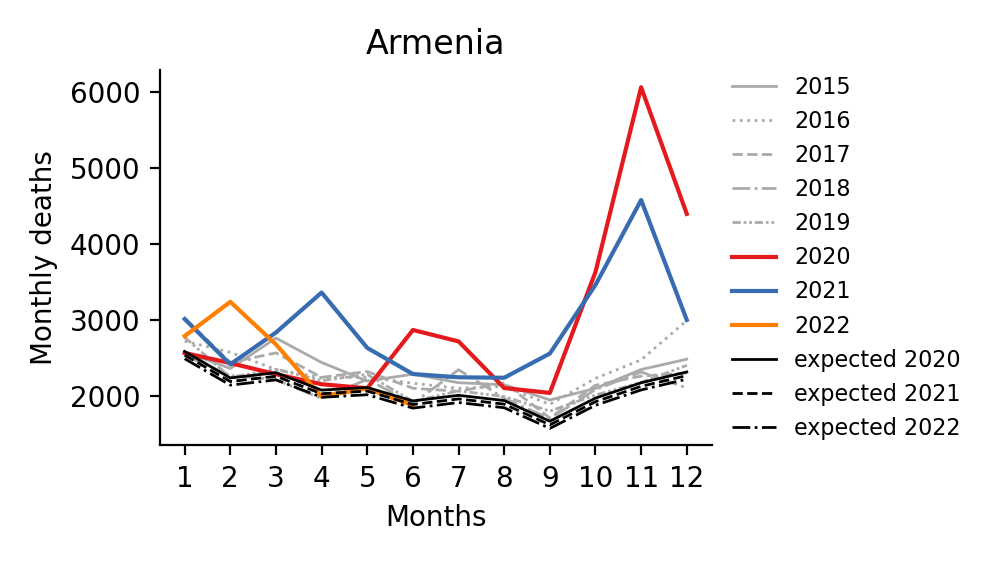 Armenia
Monthly deaths
6000
5000
4000
3000
2000
1 2 3 4 5 6 7 8 9 10 11 12
Months
2015
2016
2017
2018
2019
2020
2021
2022
expected 2020
expected 2021
expected 2022